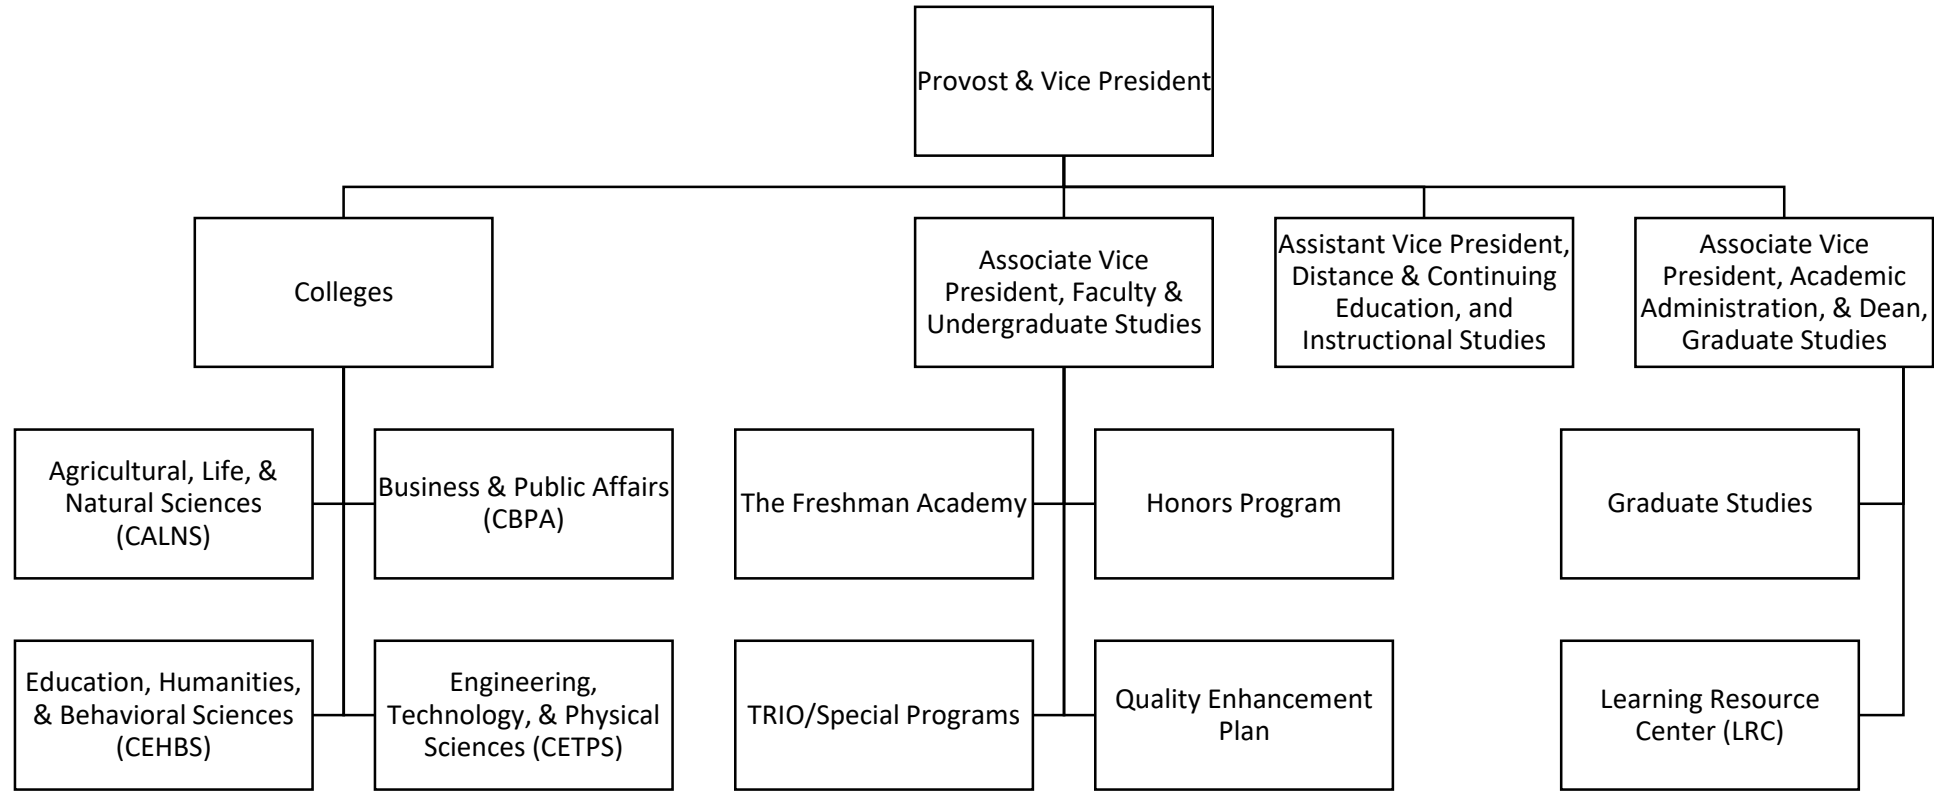 Provost & Vice President
Colleges
Associate Vice
President, Faculty &
Undergraduate Studies
Assistant Vice President,
Distance & Continuing
Education, and
Instructional Studies
Associate Vice
President, Academic
Administration, & Dean,
Graduate Studies
Agricultural, Life, &
Natural Sciences
(CALNS)
Business & Public Affairs
(CBPA)
The Freshman Academy
Honors Program
Graduate Studies
Education, Humanities,
& Behavioral Sciences
(CEHBS)
Engineering,
Technology, & Physical
Sciences (CETPS)
TRIO/Special Programs
Quality Enhancement
Plan
Learning Resource
Center (LRC)